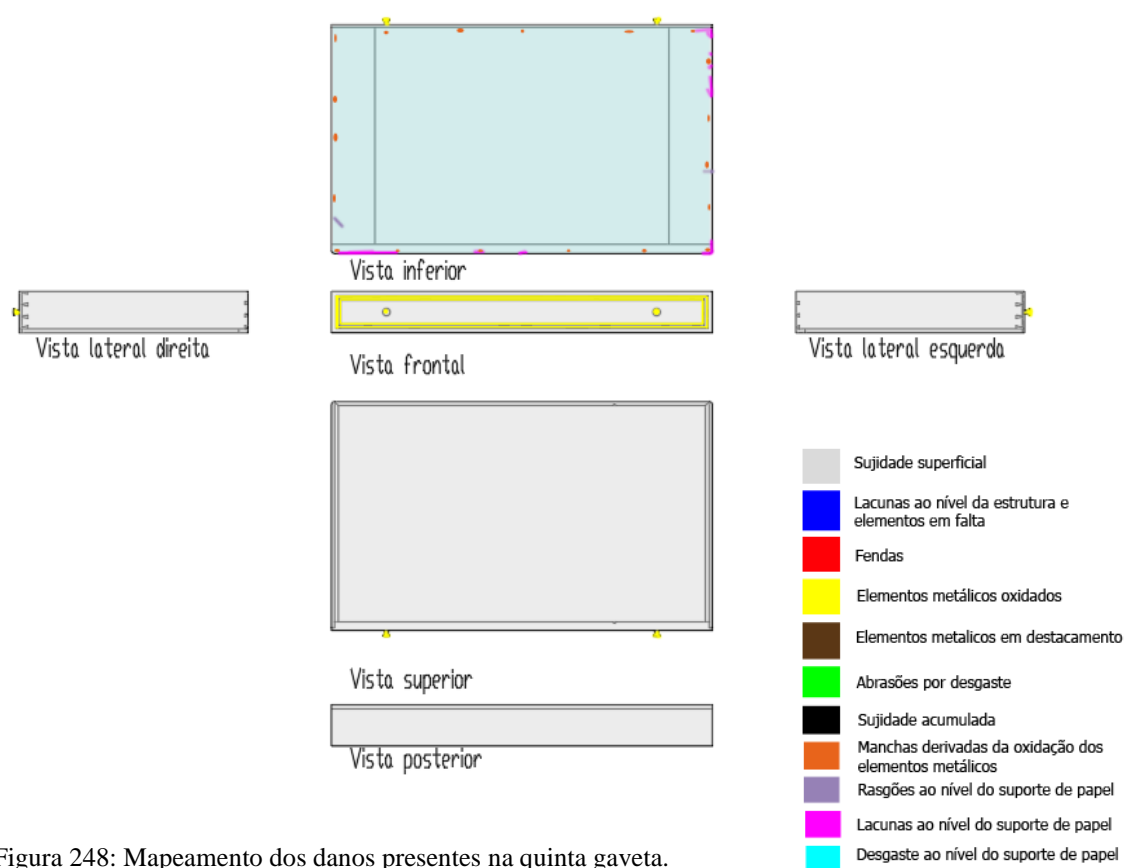 Vista inferior
Vista lateral direita
Vista lateral esquerda
Vista frontal
Vista superior
Vista posterior
Sujidade superficial
Lacunas ao nível da estrutura e
elementos em falta
Fendas
Elementos metálicos oxidados
Elementos metalicos em destacamento
Abrasões por desgaste
Sujidade acumulada
Manchas derivadas da oxidação dos
elementos metálicos
Rasgões ao nível do suporte de papel
Lacunas ao nível do suporte de papel
Desgaste ao nível do suporte de papel
Figura 248: Mapeamento dos danos presentes na quinta gaveta.